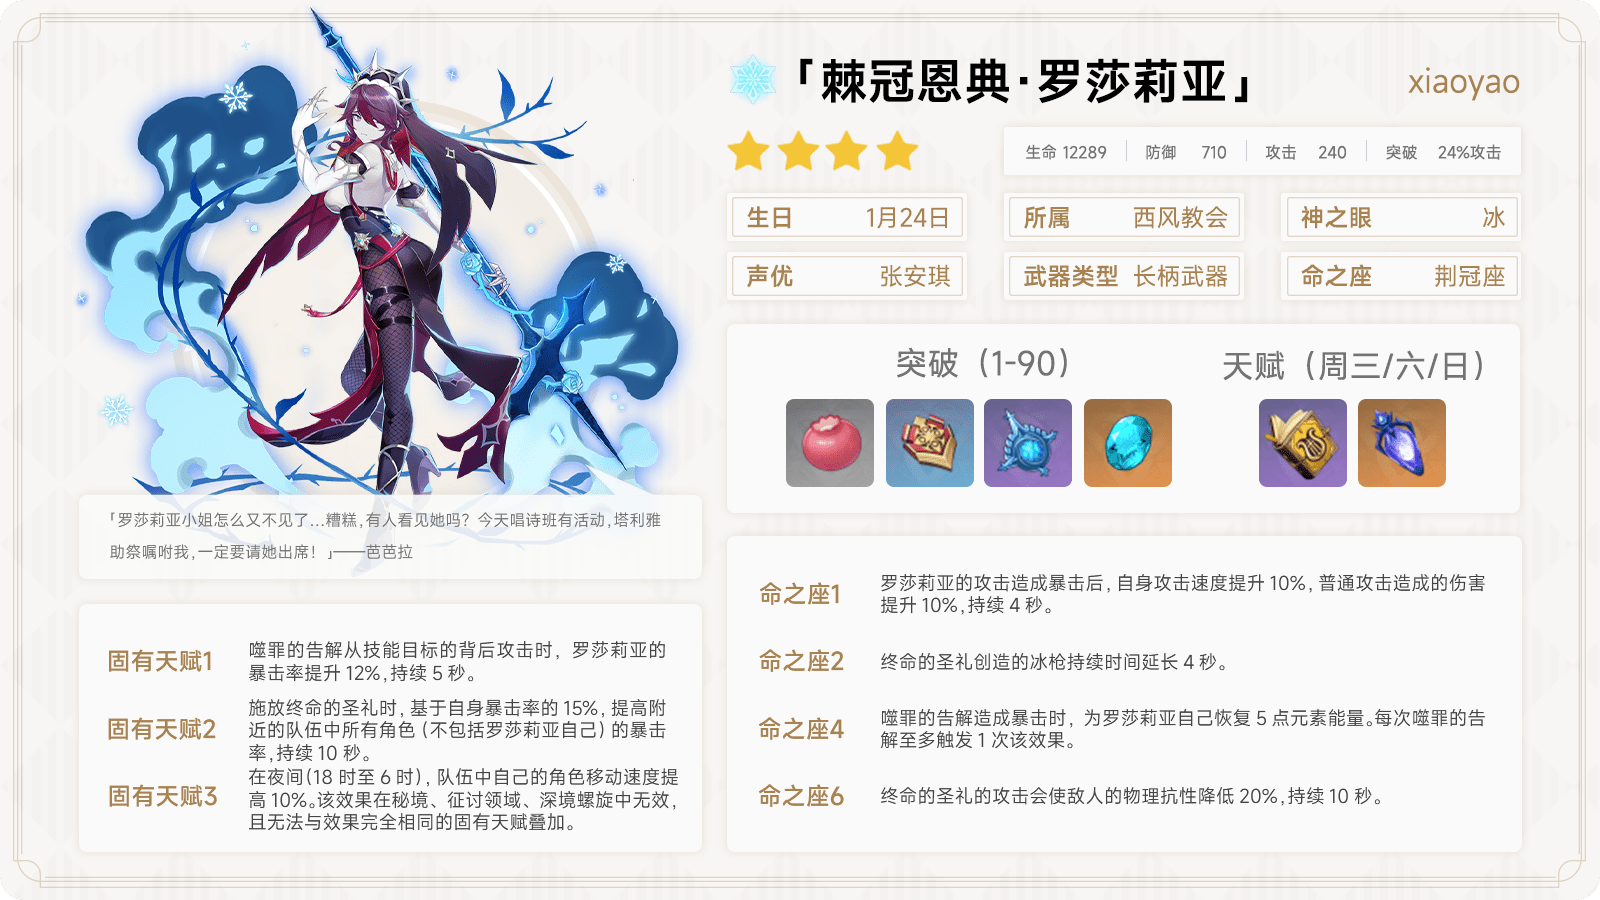 「棘冠恩典·罗莎莉亚」
xiaoyao
生命 12289 防御 710 攻击 240 突破 24%攻击
生日 1月24日
所属 西风教会
神之眼 冰
声优 张安琪
武器类型 长柄武器
命之座 荆冠座
突破（1-90）
天赋（周三/六/日）
「罗莎莉亚小姐怎么又不见了...糟糕,有人看见她吗？今天唱诗班有活动,塔利雅
助祭嘱咐我,一定要请她出席！」——芭芭拉
固有天赋1
噬罪的告解从技能目标的背后攻击时，罗莎莉亚的
暴击率提升 12%,持续 5 秒。
固有天赋2
施放终命的圣礼时，基于自身暴击率的 15%，提高附
近的队伍中所有角色（不包括罗莎莉亚自己）的暴击
率,持续 10 秒。
固有天赋3
在夜间(18 时至 6 时)，队伍中自己的角色移动速度提
高 10%。该效果在秘境、征讨领域、深境螺旋中无效，
且无法与效果完全相同的固有天赋叠加。
命之座1
罗莎莉亚的攻击造成暴击后，自身攻击速度提升 10%，普通攻击造成的伤害
提升 10%,持续 4 秒。
命之座2
终命的圣礼创造的冰枪持续时间延长 4 秒。
命之座4
噬罪的告解造成暴击时，为罗莎莉亚自己恢复 5 点元素能量。每次噬罪的告
解至多触发 1 次该效果。
命之座6
终命的圣礼的攻击会使敌人的物理抗性降低 20%,持续 10 秒。